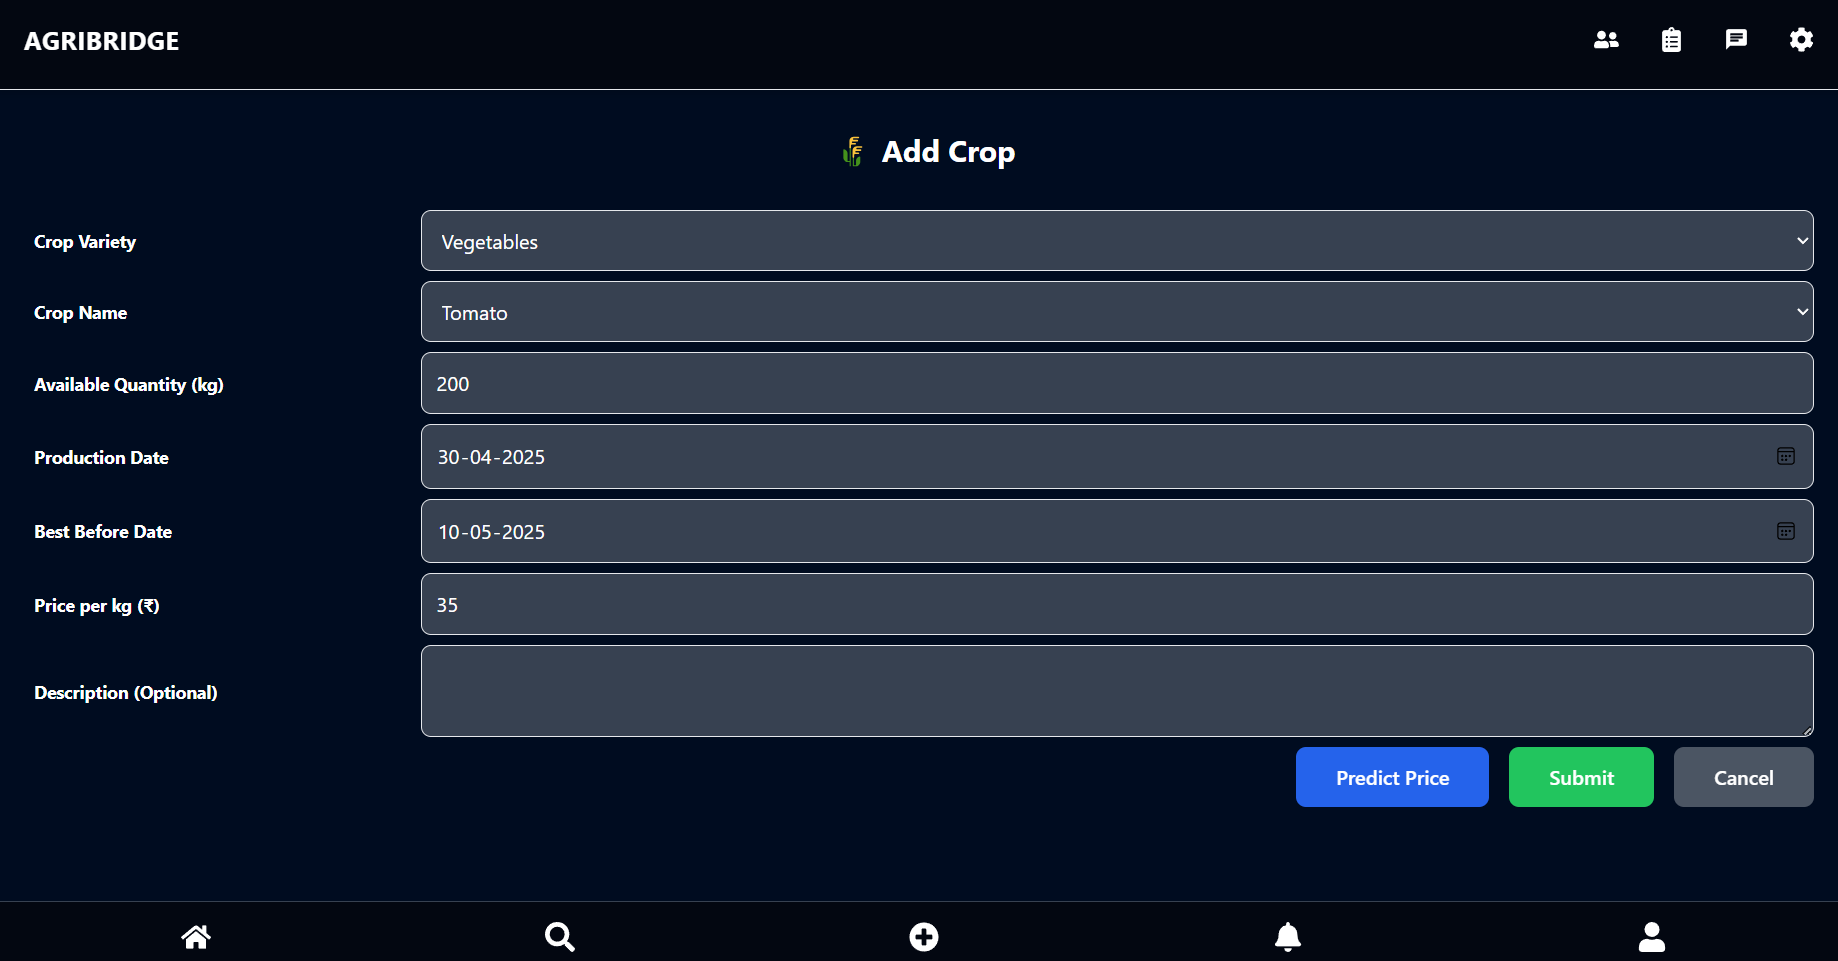 AGRIBRIDGE
Add Crop
Crop Variety
Vegetables
Crop Name
Tomato
Available Quantity (kg)
200
Production Date
30-04-2025
Best Before Date
10-05-2025
Price per kg (₹)
35
Description (Optional)
Predict Price
Submit
Cancel